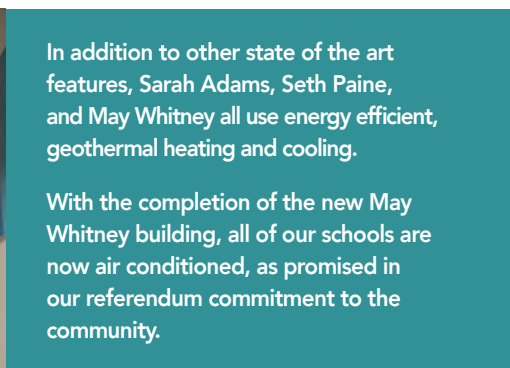 In addition to other state of the art
features, Sarah Adams, Seth Paine,
and May Whitney all use energy efficient,
geothermal heating and cooling.
With the completion of the new May
Whitney building, all of our schools are
now air conditioned, as promised in
our referendum commitment to the
community.